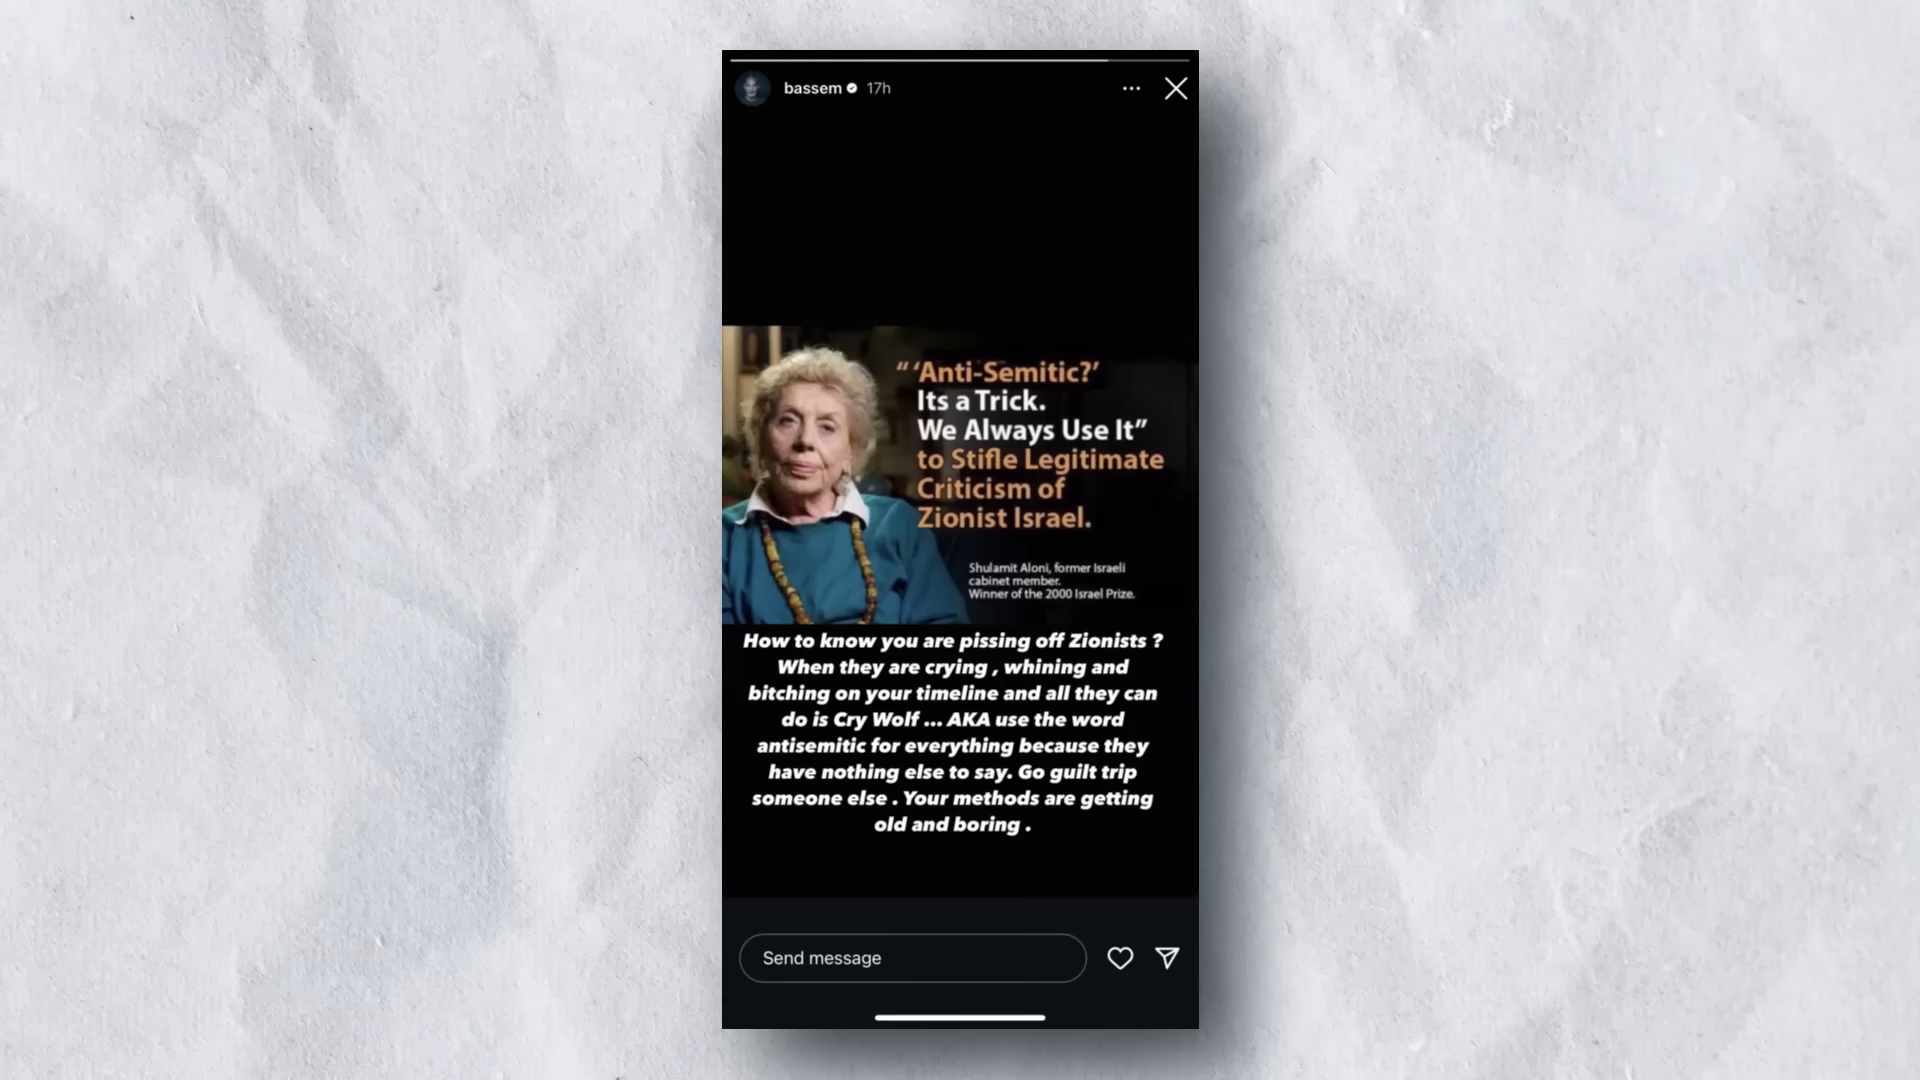 bassem 17h
“ ‘Anti-Semitic?’
Its a Trick.
We Always Use It”
to Stifle Legitimate
Criticism of
Zionist Israel.
Shulamit Aloni, former Israeli
cabinet member.
Winner of the 2000 Israel Prize.
How to know you are pissing off Zionists ?
When they are crying , whining and
bitching on your timeline and all they can
do is Cry Wolf ... AKA use the word
antisemitic for everything because they
have nothing else to say. Go guilt trip
someone else . Your methods are getting
old and boring .
Send message